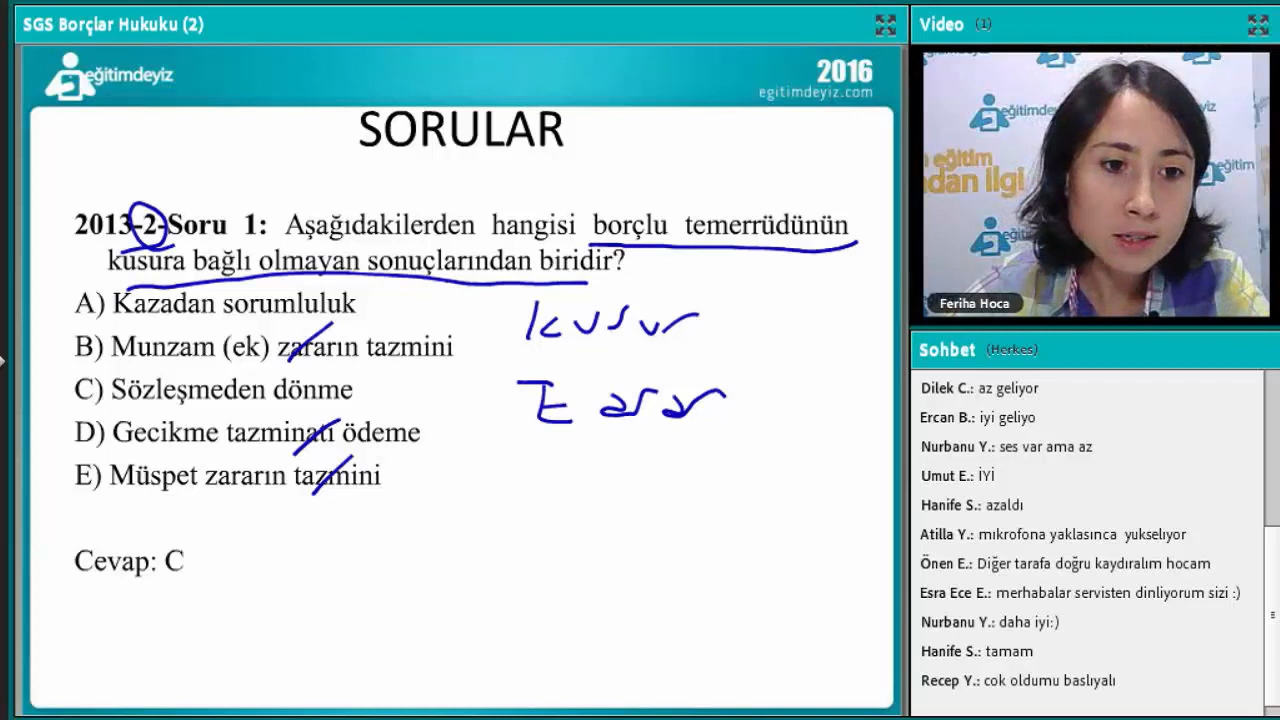 SGS Borçlar Hukuku (2)
eğitimdeyiz
2016
egitimdeyiz.com
SORULAR
2013-2-Soru 1: Aşağıdakilerden hangisi borçlu temerrüdünün
kusura bağlı olmayan sonuçlarından biridir?
A) Kazadan sorumluluk
B) Munzam (ek) zararın tazmini
C) Sözleşmeden dönme
D) Gecikme tazminatı ödeme
E) Müspet zararın tazmini
kusur
Zarar
Cevap: C
Video (1)
eğitimdeyiz
eğitim
Feriha Hoca
Sohbet (Herkes)
Dilek C.: az geliyor
Ercan B.: iyi geliyo
Nurbanu Y.: ses var ama az
Umut E.: İYİ
Hanife S.: azaldı
Atilla Y.: mıkrofona yaklasınca yukselıyor
Önen E.: Diğer tarafa doğru kaydıralım hocam
Esra Ece E.: merhabalar servisten dinliyorum sizi :)
Nurbanu Y.: daha iyi:)
Hanife S.: tamam
Recep Y.: cok oldumu baslıyalı